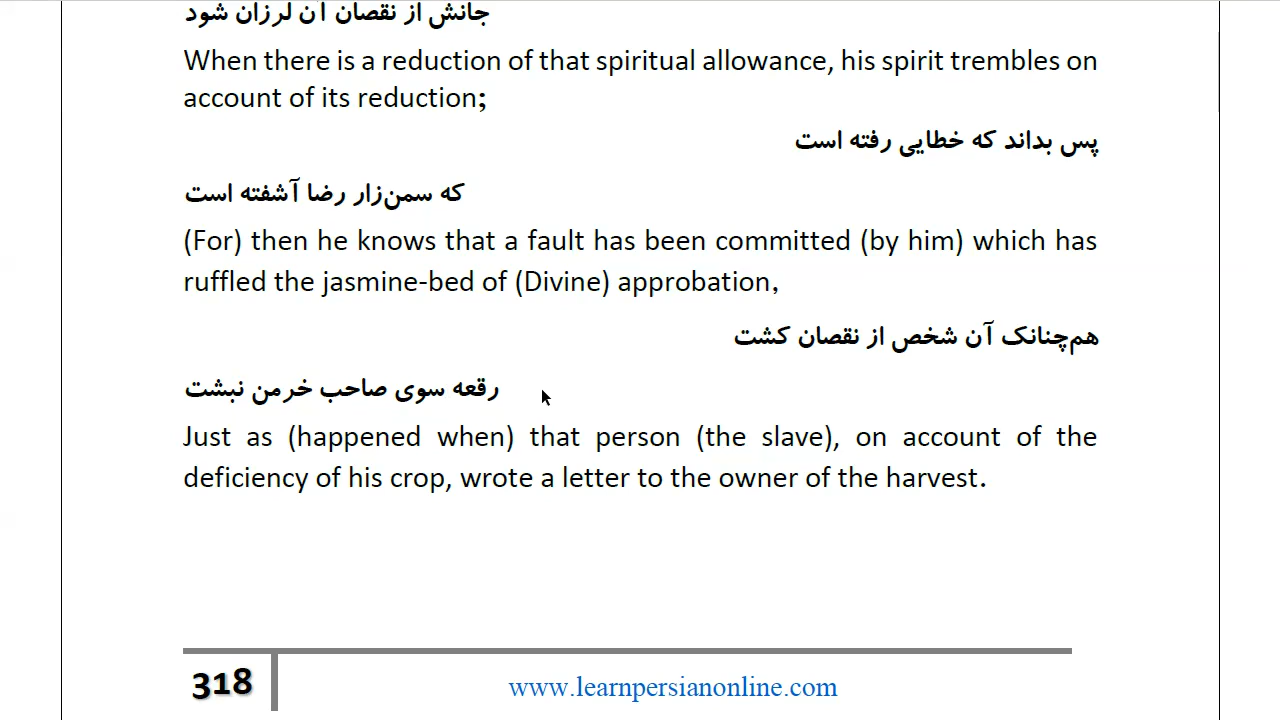 جانش از نقصان آن لرزان شود
When there is a reduction of that spiritual allowance, his spirit trembles on
account of its reduction;
پس بداند که خطایی رفته است
که سمن‌زار رضا آشفته است
(For) then he knows that a fault has been committed (by him) which has
ruffled the jasmine-bed of (Divine) approbation,
هم‌چنانک آن شخص از نقصان کشت
رقعه سوی صاحب خرمن نبشت
Just as (happened when) that person (the slave), on account of the
deficiency of his crop, wrote a letter to the owner of the harvest.
318
www.learnpersianonline.com